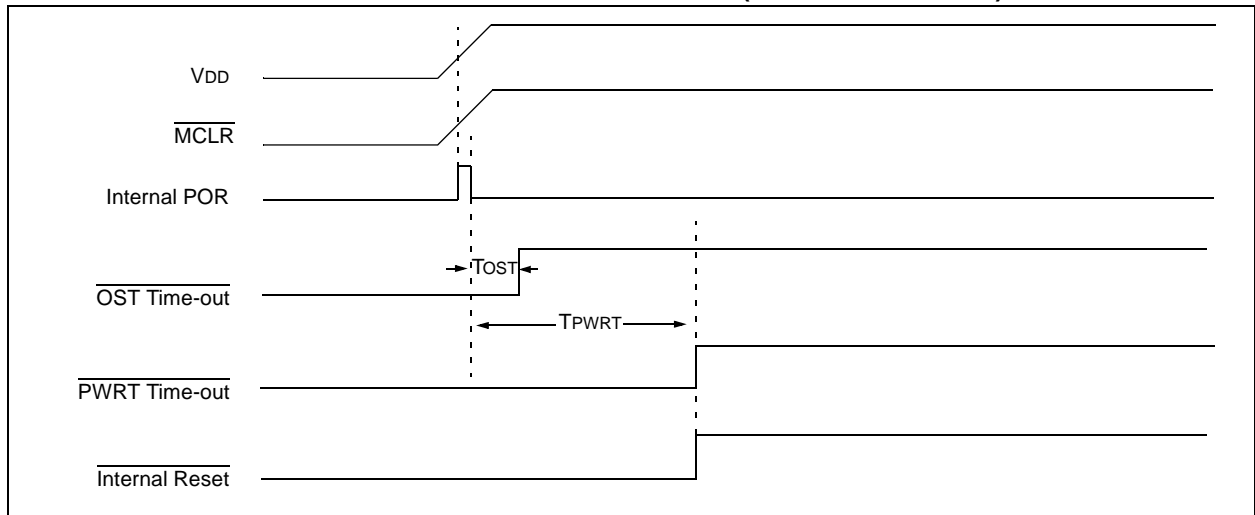 VDD
MCLR
Internal POR
TOST
OST Time-out
TPWRT
PWRT Time-out
Internal Reset